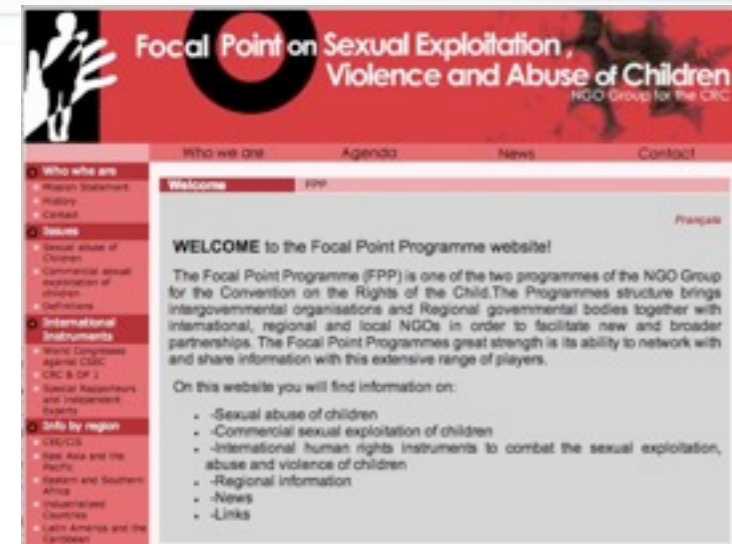 Focal Point on Sexual Exploitation,
Violence and Abuse of Children
NGO Group for the CRC
Who we are Agenda News Contact
Who whe are
Mission Statement
History
Contact
Issues
Sexual abuse of
Children
Commercial sexual
exploitation of
children
Definitions
International
Instruments
World Congresses
against CSEC
CRC & OP 1
Special Rapporteurs
and Independent
Experts
Info by region
CEE/CIS
East Asia and the
Pacific
Eastern and Southern
Africa
Industrialized
Countries
Latin America and the
Caribbean
Welcome FPP
Français
WELCOME to the Focal Point Programme website!
The Focal Point Programme (FPP) is one of the two programmes of the NGO Group
for the Convention on the Rights of the Child.The Programmes structure brings
intergovernmental organisations and Regional governmental bodies together with
international, regional and local NGOs in order to facilitate new and broader
partnerships. The Focal Point Programmes great strength is its ability to network with
and share information with this extensive range of players.
On this website you will find information on:
-Sexual abuse of children
-Commercial sexual exploitation of children
-International human rights instruments to combat the sexual exploitation,
abuse and violence of children
-Regional information
-News
-Links